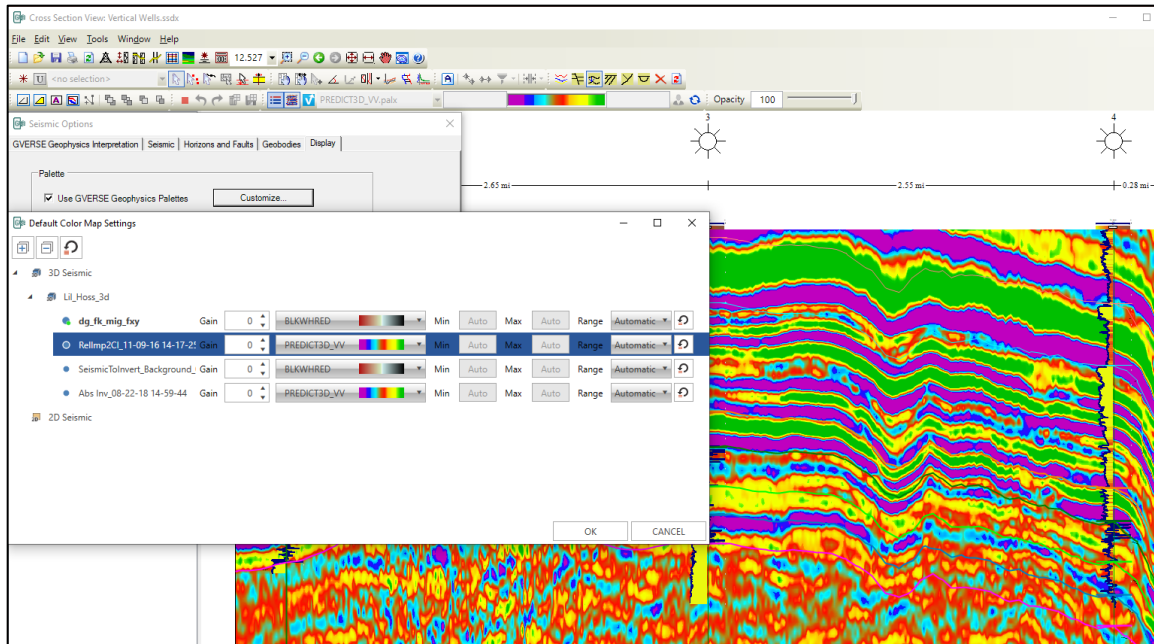 Cross Section View: Vertical Wells.ssdx
File Edit View Tools Window Help
12.527
<no selection>
PREDICT3D_VV.palx
Opacity 100
Seismic Options
GVERSE Geophysics Interpretation Seismic Horizons and Faults Geobodies Display
3 4
Palette
2.65 mi 2.55 mi 0.28 mi
Use GVERSE Geophysics Palettes Customize...
Default Color Map Settings
3D Seismic
Lil_Hoss_3d
dg_fk_mig_fxy Gain 0 BLKWHRED Min Auto Max Auto Range Automatic
RelImp2Cl_11-09-16 14-17-25 Gain 0 PREDICT3D_VV Min Auto Max Auto Range Automatic
SeismicToInvert_Background_ Gain 0 BLKWHRED Min Auto Max Auto Range Automatic
Abs Inv_08-22-18 14-59-44 Gain 0 PREDICT3D_VV Min Auto Max Auto Range Automatic
2D Seismic
OK CANCEL